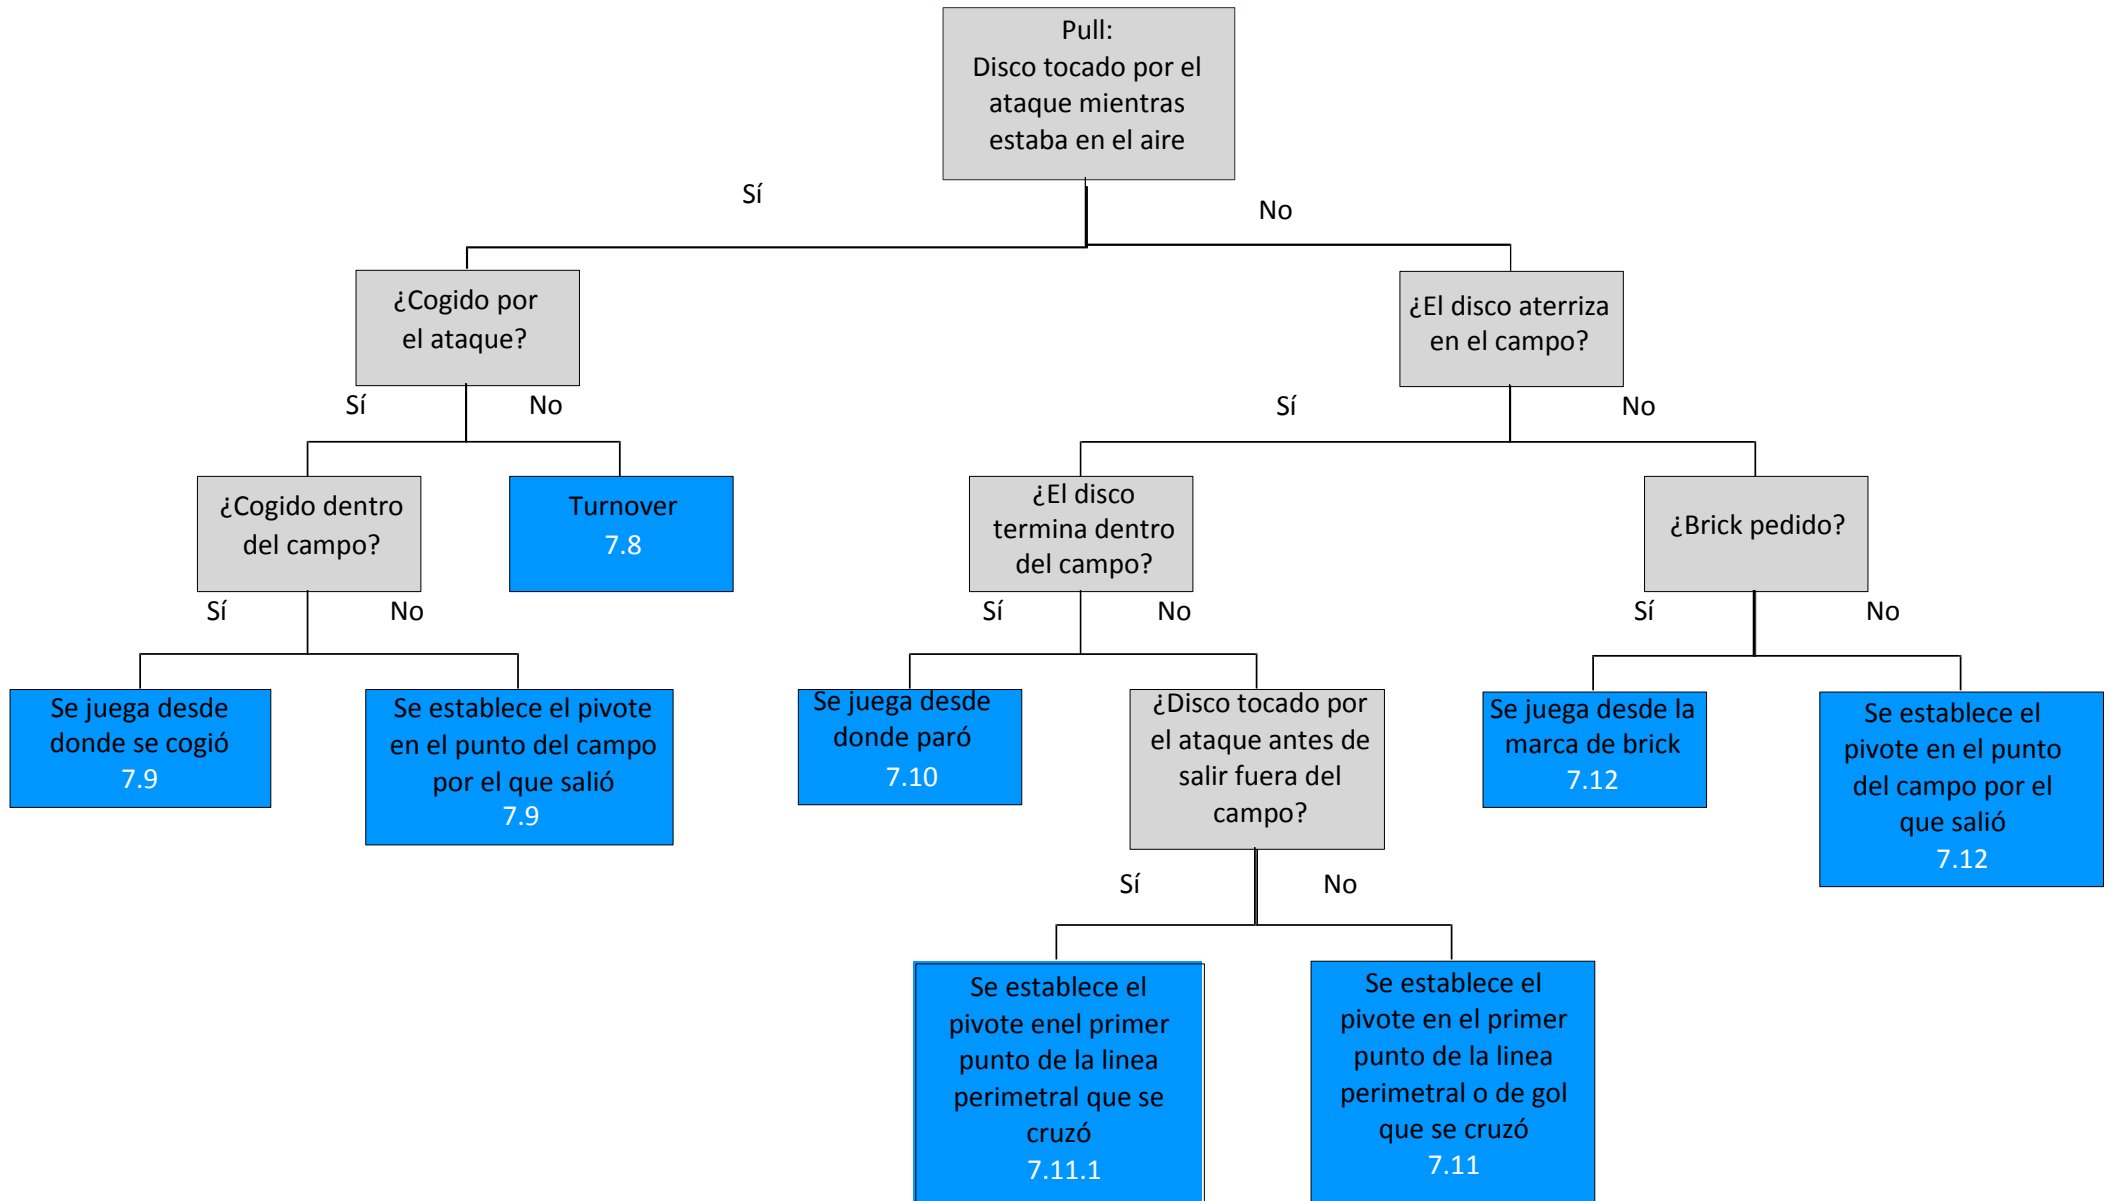 Pull:
Disco tocado por el
ataque mientras
estaba en el aire
Sí
No
¿Cogido por
el ataque?
¿El disco aterriza
en el campo?
Sí
No
Sí
No
¿Cogido dentro
del campo?
Turnover
7.8
¿El disco
termina dentro
del campo?
¿Brick pedido?
Sí
No
Sí
No
Sí
No
Se juega desde
donde se cogió
7.9
Se establece el pivote
en el punto del campo
por el que salió
7.9
Se juega desde
donde paró
7.10
¿Disco tocado por
el ataque antes de
salir fuera del
campo?
Se juega desde la
marca de brick
7.12
Se establece el
pivote en el punto
del campo por el
que salió
7.12
Sí
No
Se establece el
pivote enel primer
punto de la linea
perimetral que se
cruzó
7.11.1
Se establece el
pivote en el primer
punto de la linea
perimetral o de gol
que se cruzó
7.11